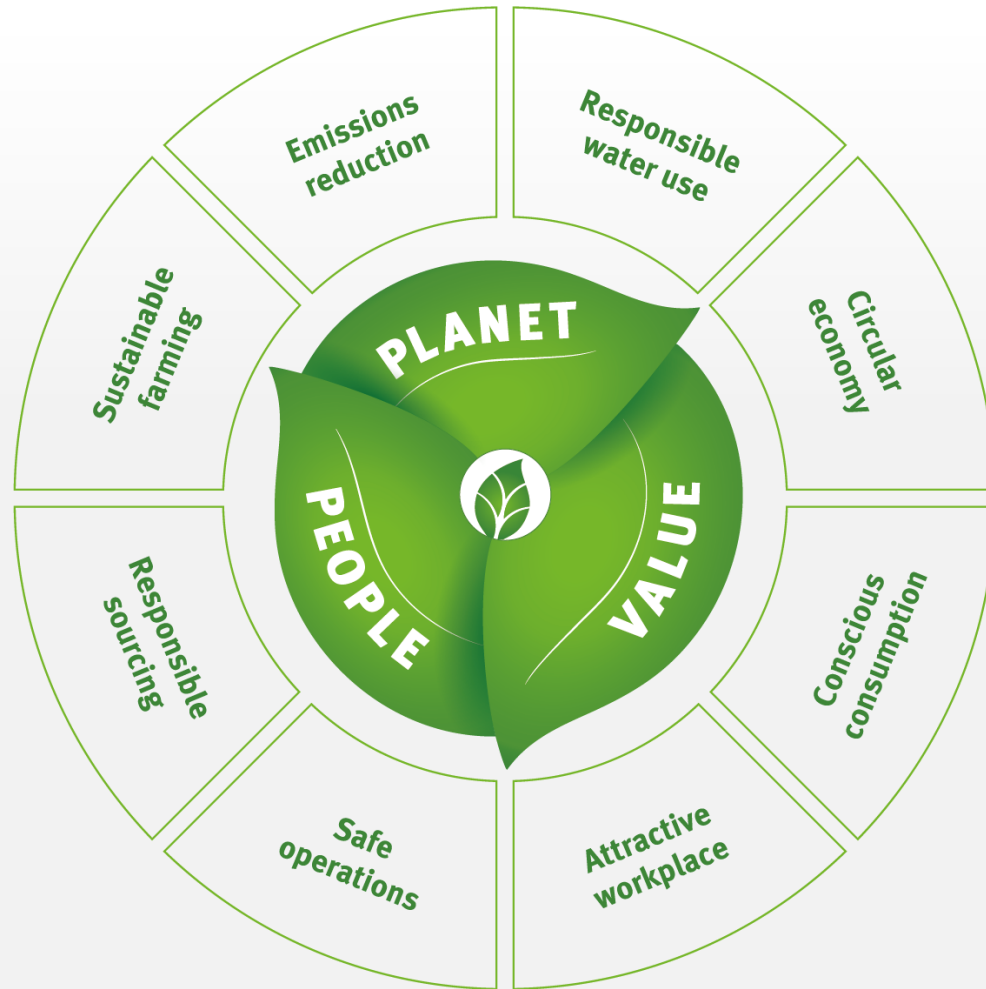 Emissions
reduction
Responsible
water use
Circular
economy
Conscious
consumption
Attractive
workplace
Safe
operations
Responsible
sourcing
Sustainable
farming
PLANET
VALUE
PEOPLE